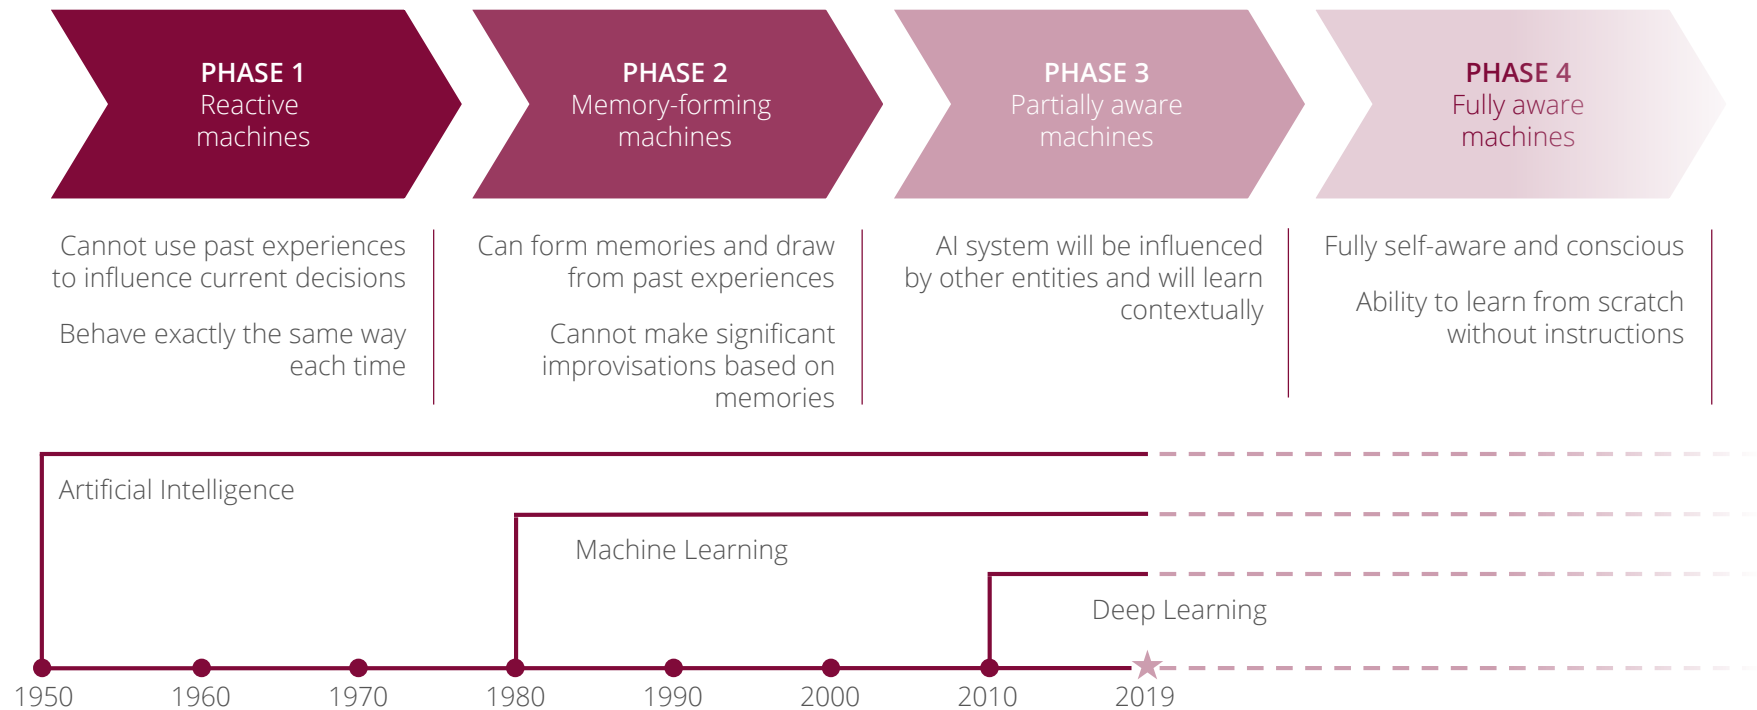 PHASE 1
Reactive
machines
PHASE 2
Memory-forming
machines
PHASE 3
Partially aware
machines
PHASE 4
Fully aware
machines
Cannot use past experiences
to influence current decisions
Behave exactly the same way
each time
Can form memories and draw
from past experiences
Cannot make significant
improvisations based on
memories
AI system will be influenced
by other entities and will learn
contextually
Fully self-aware and conscious
Ability to learn from scratch
without instructions
Artificial Intelligence
Machine Learning
Deep Learning
1950
1960
1970
1980
1990
2000
2010
2019